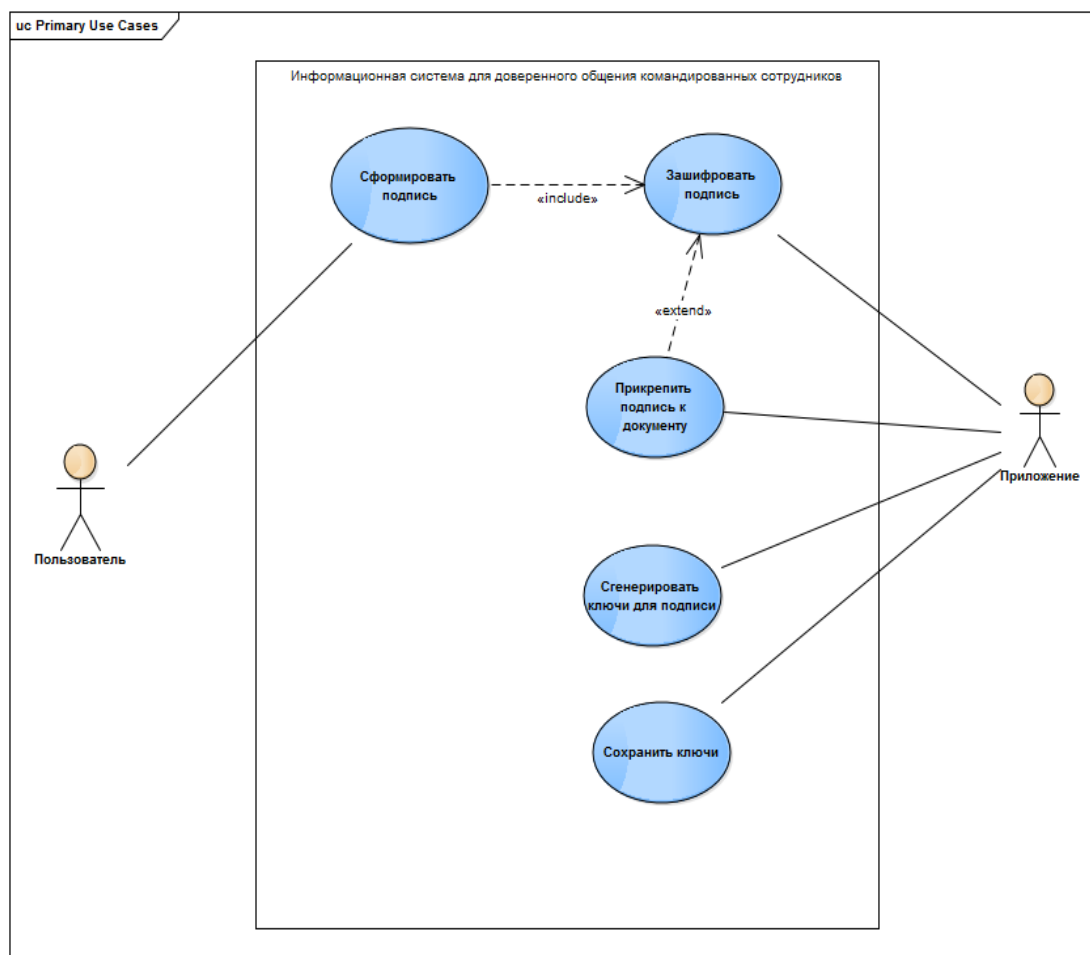 uc Primary Use Cases
Информационная система для доверенного общения командированных сотрудников
Сформировать
подпись
«include»
Зашифровать
подпись
«extend»
Прикрепить
подпись к
документу
Приложение
Пользователь
Сгенерировать
ключи для подписи
Сохранить ключи